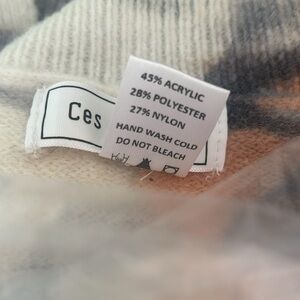 Ces
45% ACRYLIC
28% POLYESTER
27% NYLON
HAND WASH COLD
DO NOT BLEACH